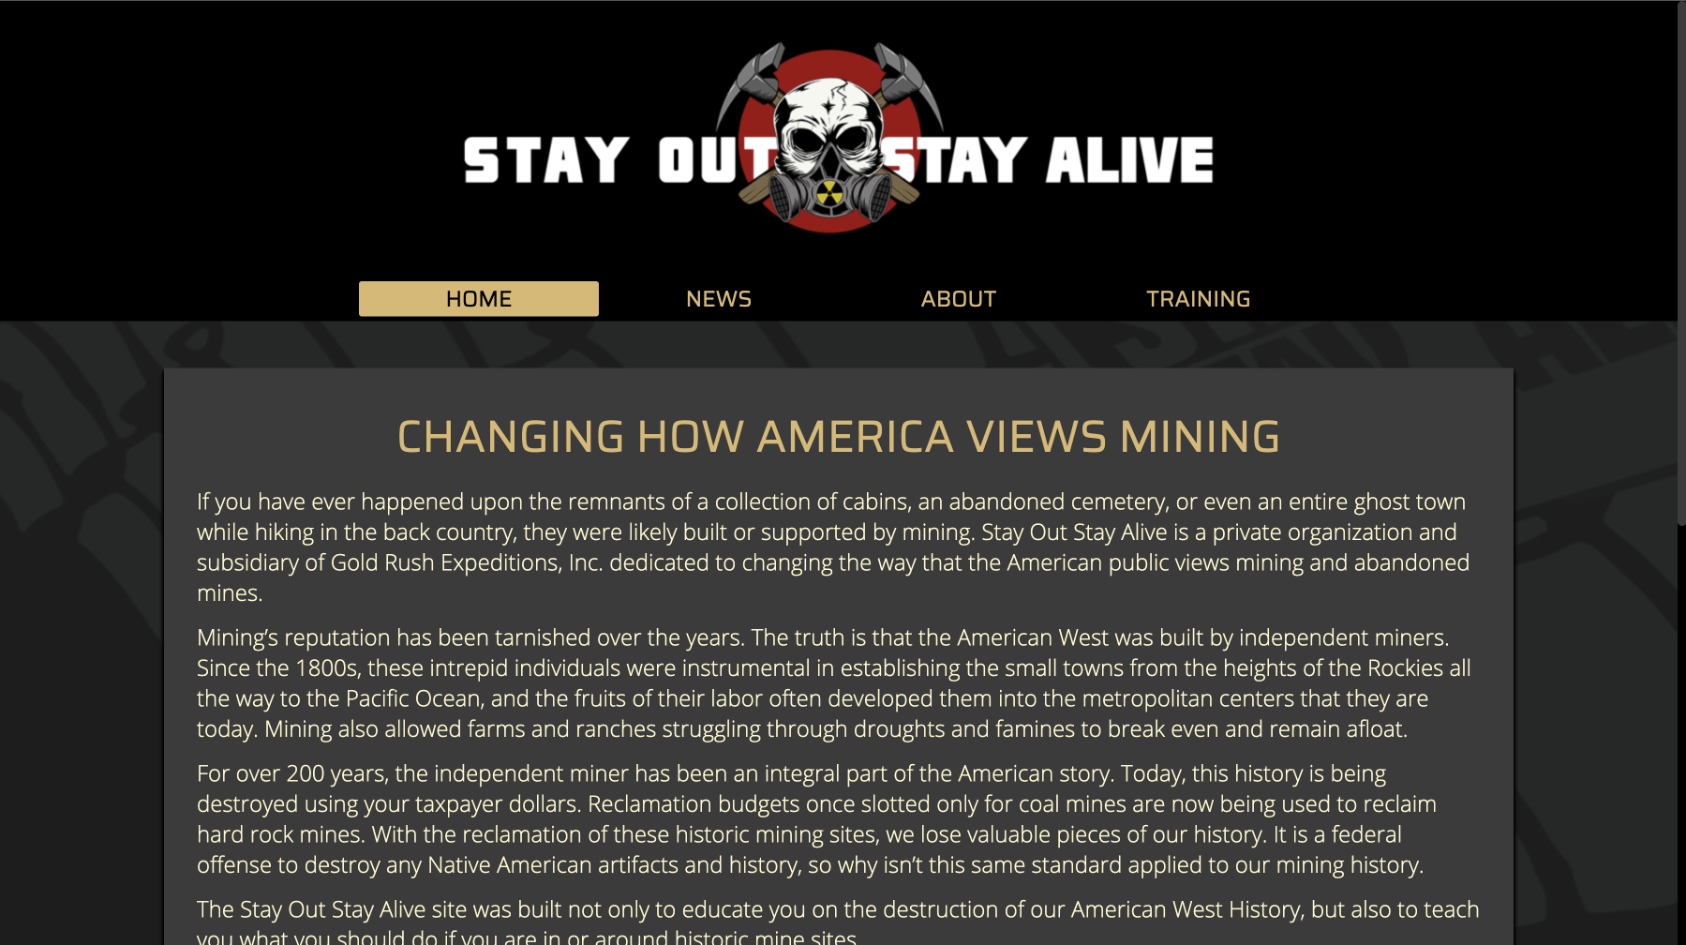 STAY OUT STAY ALIVE
HOME NEWS ABOUT TRAINING
CHANGING HOW AMERICA VIEWS MINING
If you have ever happened upon the remnants of a collection of cabins, an abandoned cemetery, or even an entire ghost town
while hiking in the back country, they were likely built or supported by mining. Stay Out Stay Alive is a private organization and
subsidiary of Gold Rush Expeditions, Inc. dedicated to changing the way that the American public views mining and abandoned
mines.
Mining’s reputation has been tarnished over the years. The truth is that the American West was built by independent miners.
Since the 1800s, these intrepid individuals were instrumental in establishing the small towns from the heights of the Rockies all
the way to the Pacific Ocean, and the fruits of their labor often developed them into the metropolitan centers that they are
today. Mining also allowed farms and ranches struggling through droughts and famines to break even and remain afloat.
For over 200 years, the independent miner has been an integral part of the American story. Today, this history is being
destroyed using your taxpayer dollars. Reclamation budgets once slotted only for coal mines are now being used to reclaim
hard rock mines. With the reclamation of these historic mining sites, we lose valuable pieces of our history. It is a federal
offense to destroy any Native American artifacts and history, so why isn’t this same standard applied to our mining history.
The Stay Out Stay Alive site was built not only to educate you on the destruction of our American West History, but also to teach
you what you should do if you are in or around historic mine sites.